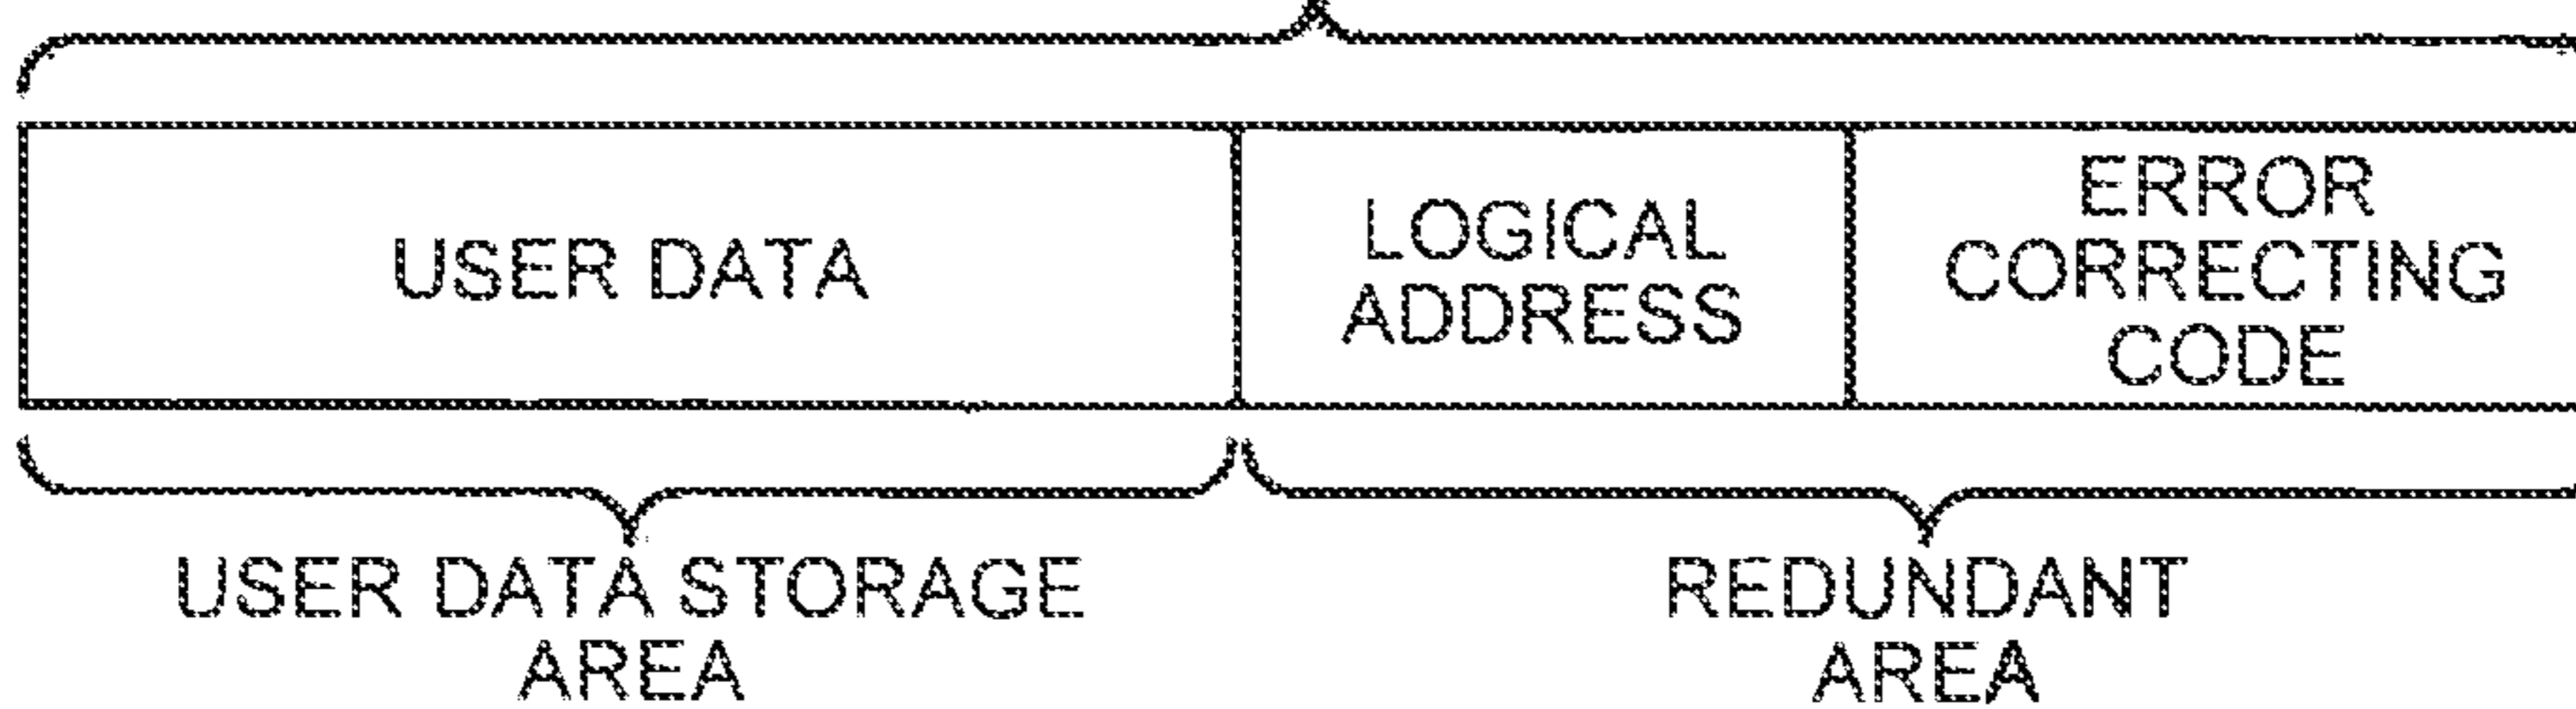 USER DATA
LOGICAL
ADDRESS
ERROR
CORRECTING
CODE
USER DATA STORAGE
AREA
REDUNDANT
AREA